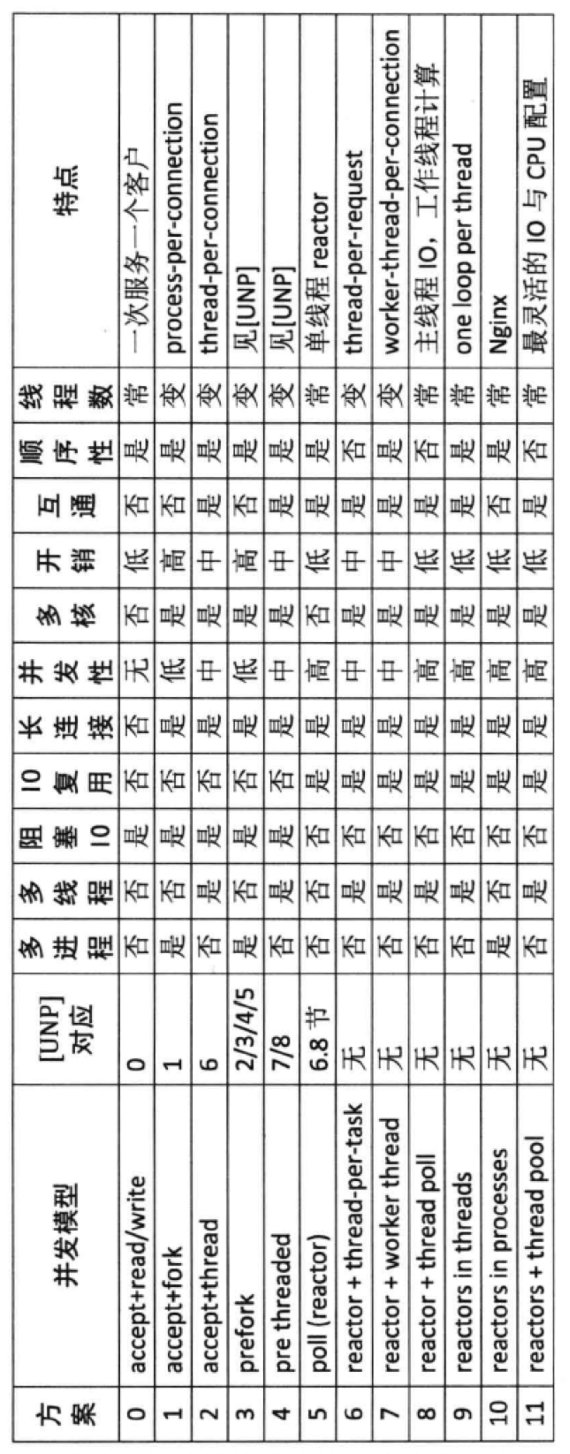 方案 并发模型 [UNP]对应 多进程 多线程 阻塞IO IO复用 长连接 并发性 多核 开销 互通 顺序性 线程数 特点
0 accept+read/write 0 否 否 是 否 否 无 否 低 否 是 常 一次服务一个客户
1 accept+fork 1 是 否 是 否 是 低 是 高 否 是 变 process-per-connection
2 accept+thread 6 否 是 是 否 是 中 是 中 是 是 变 thread-per-connection
3 prefork 2/3/4/5 是 否 是 否 是 低 是 高 否 是 变 见[UNP]
4 pre threaded 7/8 否 是 是 否 是 中 是 中 是 是 变 见[UNP]
5 poll (reactor) 6.8 节 否 否 否 是 是 高 否 低 是 是 常 单线程 reactor
6 reactor + thread-per-task 无 否 是 否 是 是 中 是 中 是 否 变 thread-per-request
7 reactor + worker thread 无 否 是 否 是 是 中 是 中 是 是 变 worker-thread-per-connection
8 reactor + thread poll 无 否 是 否 是 是 高 是 低 是 否 常 主线程 IO，工作线程计算
9 reactors in threads 无 否 是 否 是 是 高 是 低 是 是 常 one loop per thread
10 reactors in processes 无 是 否 否 是 是 高 是 低 否 是 常 Nginx
11 reactors + thread pool 无 否 是 否 是 是 高 是 低 是 否 常 最灵活的 IO 与 CPU 配置